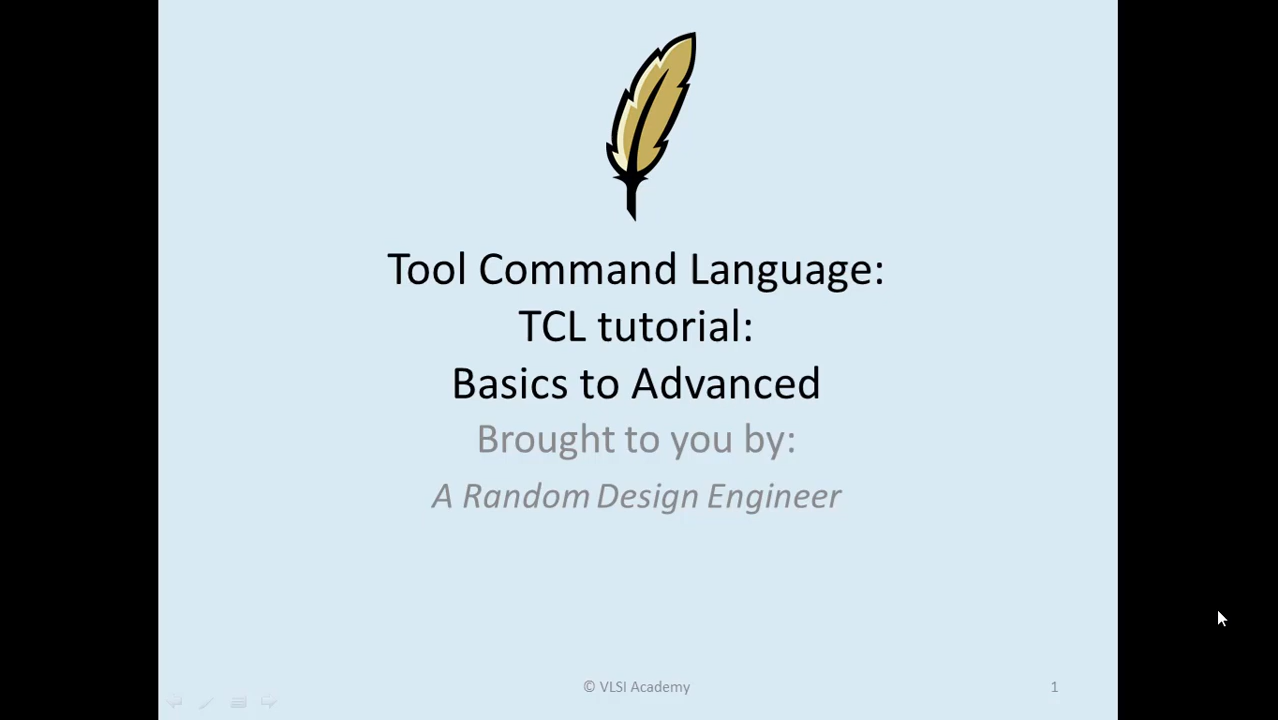 Tool Command Language:
TCL tutorial:
Basics to Advanced
Brought to you by:
A Random Design Engineer
© VLSI Academy
1